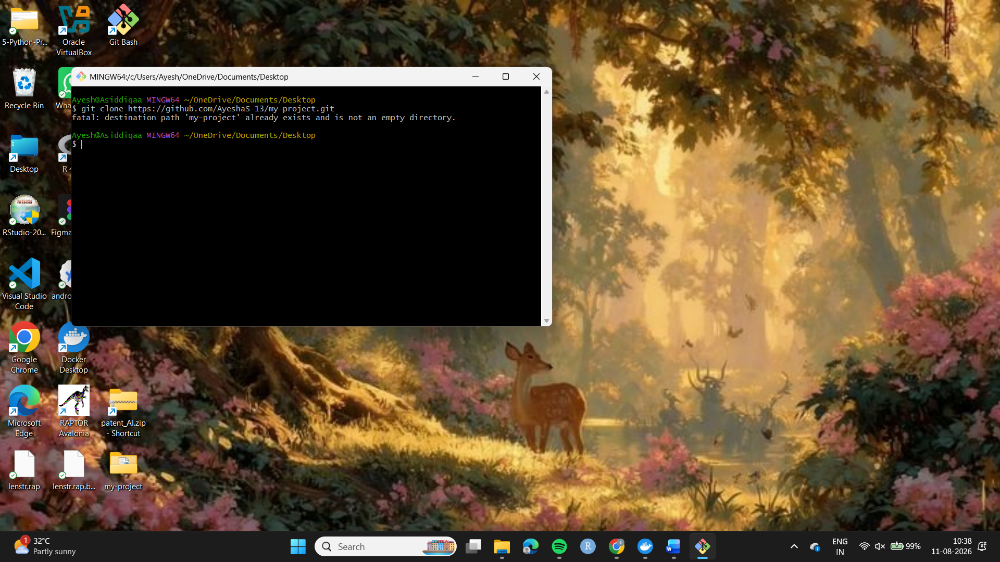 5-Python-Pr...
Oracle
VirtualBox
Git Bash
MINGW64:/c/Users/Ayesh/OneDrive/Documents/Desktop
Ayesh@Asiddiqaa MINGW64 ~/OneDrive/Documents/Desktop
$ git clone https://github.com/AyeshaS-13/my-project.git
fatal: destination path 'my-project' already exists and is not an empty directory.
Ayesh@Asiddiqaa MINGW64 ~/OneDrive/Documents/Desktop
$
Recycle Bin
Wha
Desktop
R 4
NSIS
RStudio-20...
Figma
Visual Studio
Code
andro
Google
Chrome
Docker
Desktop
Microsoft
Edge
RAPTOR
Avalonia
patent_AI.zip
- Shortcut
lenstr.rap
lenstr.rap.b...
my-project
1
32°C
Partly sunny
Search
R
a
W
ENG
IN
99%
10:38
11-08-2026